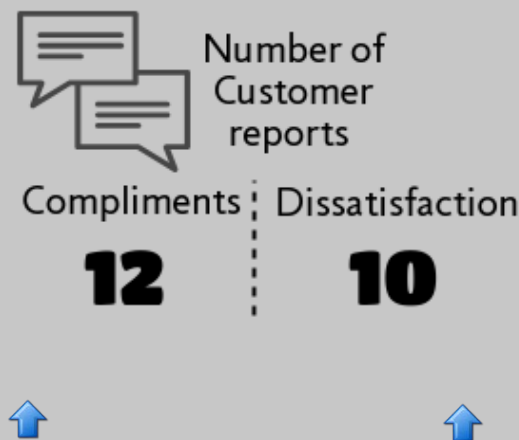 Number of
Customer
reports
Compliments
Dissatisfaction
12
10